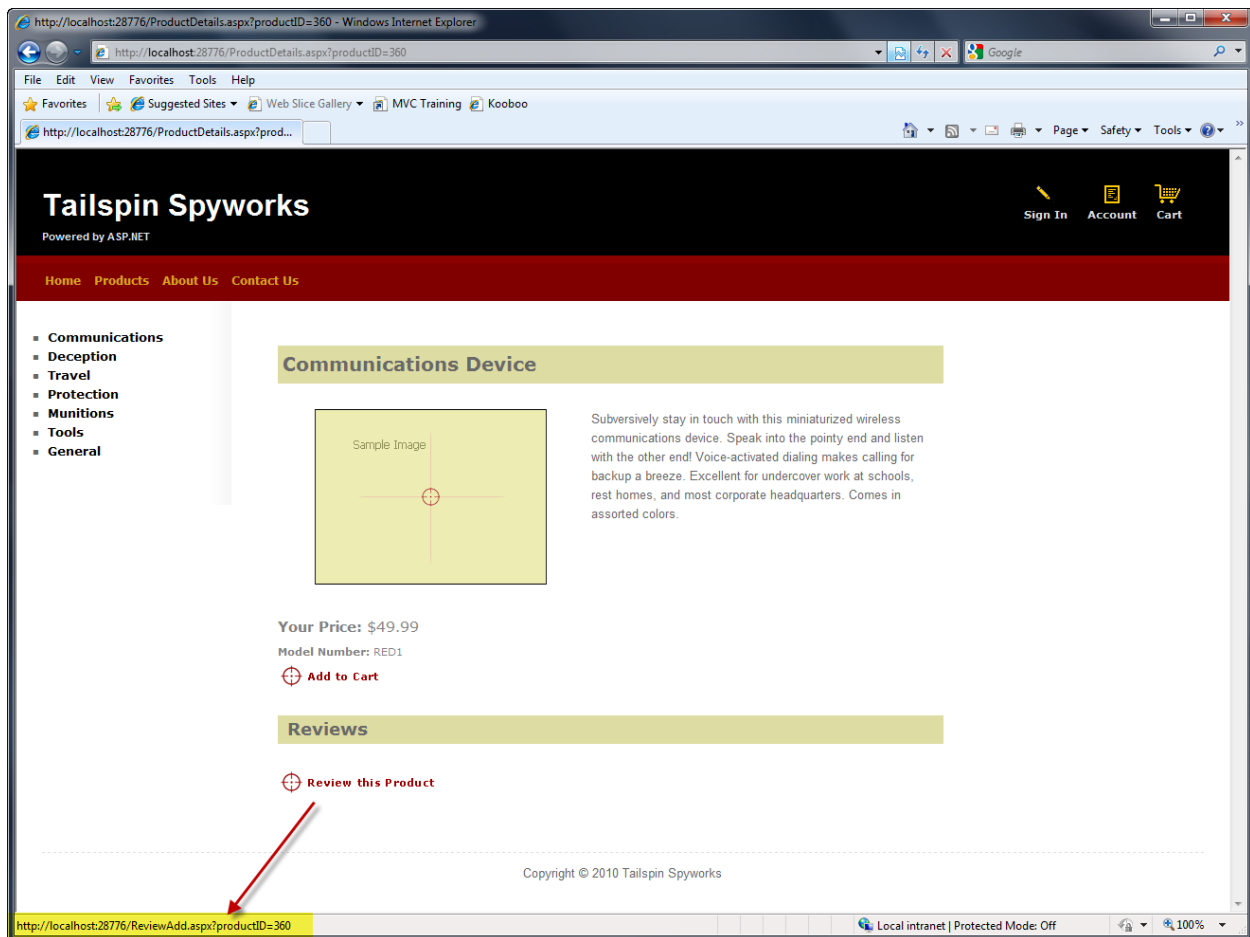 http://localhost:28776/ProductDetails.aspx?productID=360 - Windows Internet Explorer
http://localhost:28776/ProductDetails.aspx?productID=360
Google
File Edit View Favorites Tools Help
Favorites Suggested Sites Web Slice Gallery MVC Training Kooboo
http://localhost:28776/ProductDetails.aspx?prod...
Page Safety Tools
Tailspin Spyworks
Powered by ASP.NET
Sign In Account Cart
Home Products About Us Contact Us
Communications
Deception
Travel
Protection
Munitions
Tools
General
Communications Device
Sample Image
Subversively stay in touch with this miniaturized wireless
communications device. Speak into the pointy end and listen
with the other end! Voice-activated dialing makes calling for
backup a breeze. Excellent for undercover work at schools,
rest homes, and most corporate headquarters. Comes in
assorted colors.
Your Price: $49.99
Model Number: RED1
Add to Cart
Reviews
Review this Product
Copyright © 2010 Tailspin Spyworks
http://localhost:28776/ReviewAdd.aspx?productID=360
Local intranet | Protected Mode: Off
100%